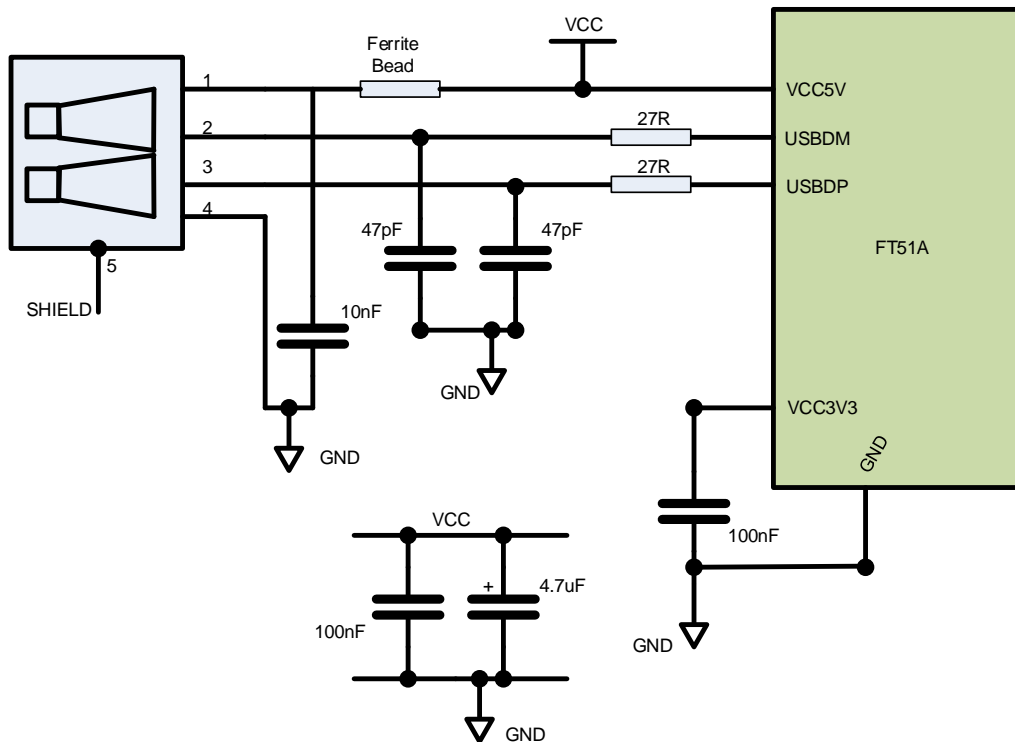 VCC
Ferrite
Bead
1
VCC5V
27R
2
USBDM
27R
3
USBDP
4
47pF
47pF
FT51A
5
SHIELD
10nF
GND
VCC3V3
GND
GND
VCC
100nF
+
4.7uF
100nF
GND
GND